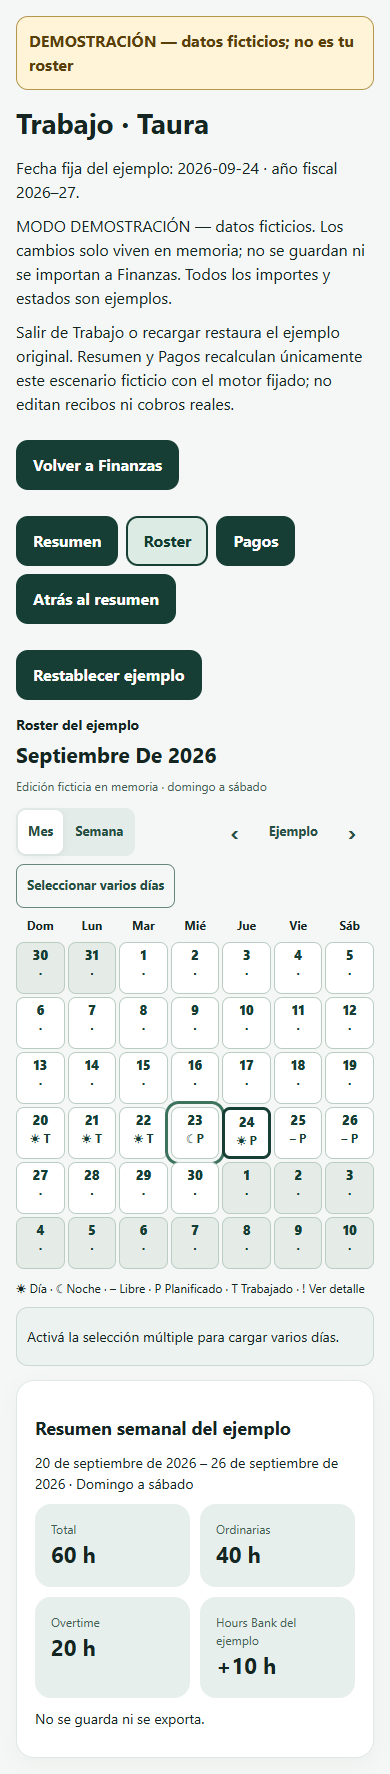 DEMOSTRACIÓN — datos ficticios; no es tu
roster
Trabajo · Taura
Fecha fija del ejemplo: 2026-09-24 · año fiscal
2026–27.
MODO DEMOSTRACIÓN — datos ficticios. Los
cambios solo viven en memoria; no se guardan ni
se importan a Finanzas. Todos los importes y
estados son ejemplos.
Salir de Trabajo o recargar restaura el ejemplo
original. Resumen y Pagos recalculan únicamente
este escenario ficticio con el motor fijado; no
editan recibos ni cobros reales.
Volver a Finanzas
Resumen Roster Pagos
Atrás al resumen
Restablecer ejemplo
Roster del ejemplo
Septiembre De 2026
Edición ficticia en memoria · domingo a sábado
Mes Semana ‹ Ejemplo ›
Seleccionar varios días
Dom Lun Mar Mié Jue Vie Sáb
30 31 1 2 3 4 5
· · · · · · ·
6 7 8 9 10 11 12
· · · · · · ·
13 14 15 16 17 18 19
· · · · · · ·
20 21 22 23 24 25 26
☀ T ☀ T ☀ T ☾ P ☀ P – P – P
27 28 29 30 1 2 3
· · · · · · ·
4 5 6 7 8 9 10
· · · · · · ·
☀ Día · ☾ Noche · – Libre · P Planificado · T Trabajado · ! Ver detalle
Activá la selección múltiple para cargar varios días.
Resumen semanal del ejemplo
20 de septiembre de 2026 – 26 de septiembre de
2026 · Domingo a sábado
Total Ordinarias
60 h 40 h
Overtime Hours Bank del
ejemplo
20 h +10 h
No se guarda ni se exporta.